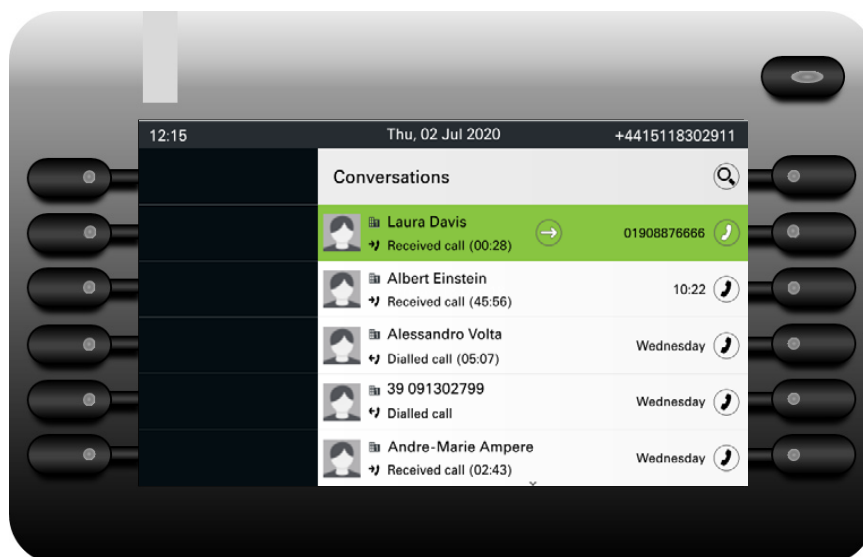 12:15 Thu, 02 Jul 2020 +4415118302911
Conversations
Laura Davis
Received call (00:28) 01908876666
Albert Einstein
Received call (45:56) 10:22
Alessandro Volta
Dialled call (05:07) Wednesday
39 091302799
Dialled call Wednesday
Andre-Marie Ampere
Received call (02:43) Wednesday